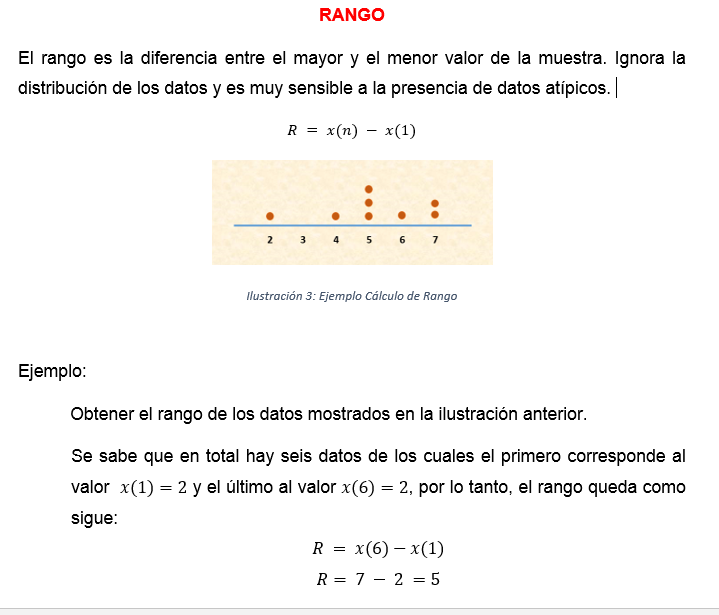 RANGO
El rango es la diferencia entre el mayor y el menor valor de la muestra. Ignora la
distribución de los datos y es muy sensible a la presencia de datos atípicos.
R = x(n) − x(1)
2 3 4 5 6 7
Ilustración 3: Ejemplo Cálculo de Rango
Ejemplo:
Obtener el rango de los datos mostrados en la ilustración anterior.
Se sabe que en total hay seis datos de los cuales el primero corresponde al
valor x(1) = 2 y el último al valor x(6) = 2, por lo tanto, el rango queda como
sigue:
R = x(6) − x(1)
R = 7 − 2 = 5